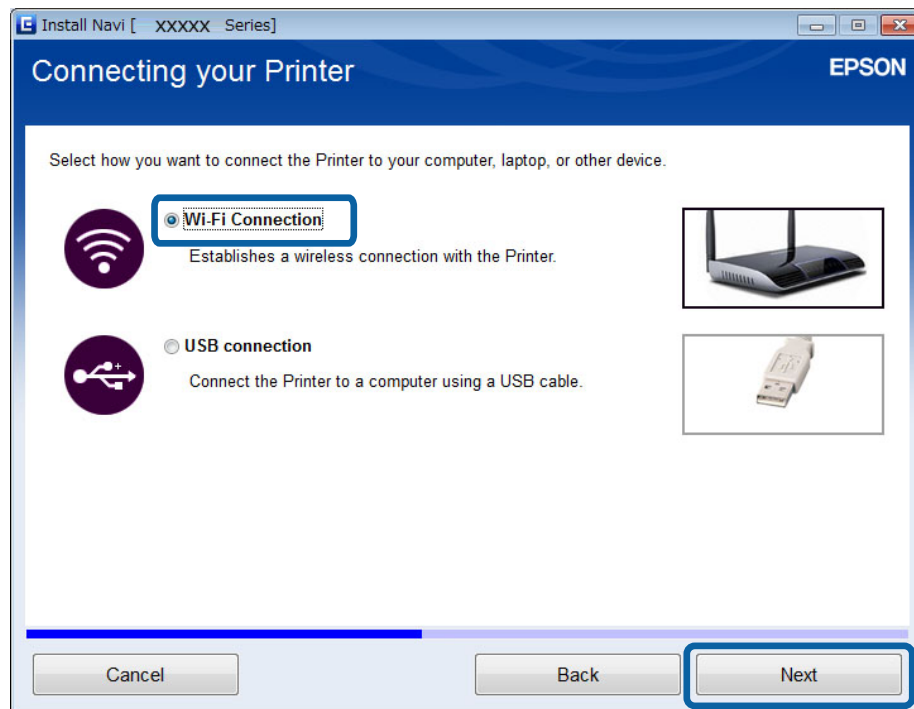 Install Navi [ XXXXX Series]
Connecting your Printer
EPSON
Select how you want to connect the Printer to your computer, laptop, or other device.
Wi-Fi Connection
Establishes a wireless connection with the Printer.
USB connection
Connect the Printer to a computer using a USB cable.
Cancel
Back
Next